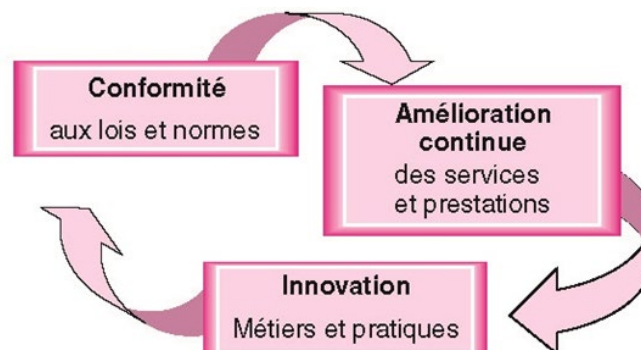 Conformité
aux lois et normes
Amélioration
continue
des services
et prestations
Innovation
Métiers et pratiques